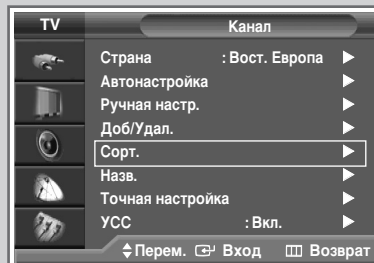 TV Канал
Страна : Вост. Европа
Автонастройка
Ручная настр.
Доб/Удал.
Сорт.
Назв.
Точная настройка
УСС : Вкл.
Перем. Вход Возврат